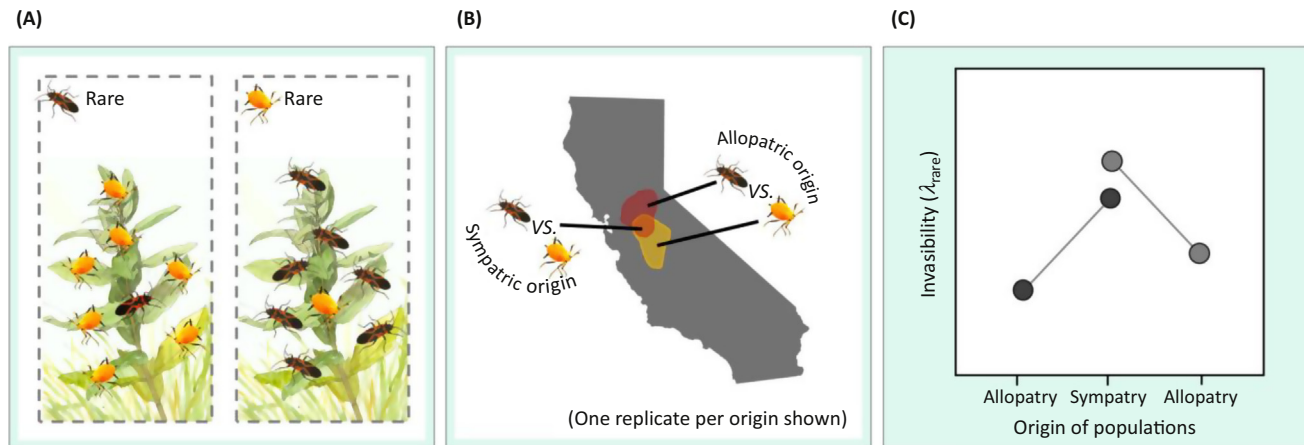 (A)
Rare
Rare
(B)
Allopatric origin
VS.
VS.
Sympatric origin
(One replicate per origin shown)
(C)
Invasibility (λrare)
Allopatry Sympatry Allopatry
Origin of populations